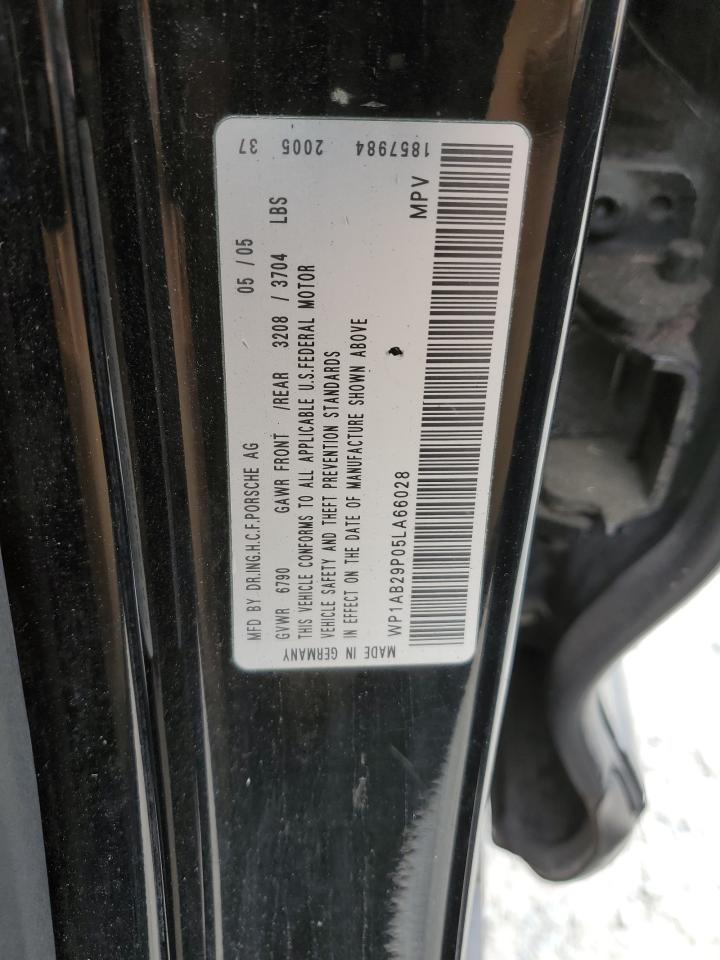 MFD BY DR.ING.H.C.F.PORSCHE AG 05/05
GVWR 6790 GAWR FRONT /REAR 3208 / 3704 LBS
THIS VEHICLE CONFORMS TO ALL APPLICABLE U.S.FEDERAL MOTOR
VEHICLE SAFETY AND THEFT PREVENTION STANDARDS
IN EFFECT ON THE DATE OF MANUFACTURE SHOWN ABOVE
WP1AB29P05LA66028 MPV
MADE IN GERMANY
37 2005 1857984